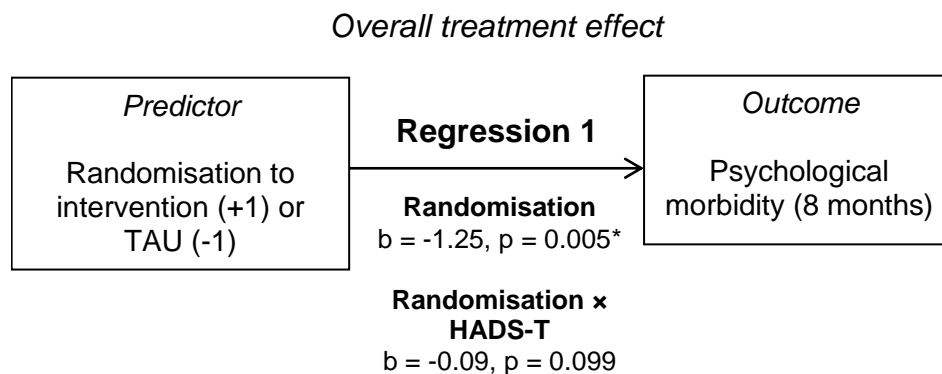 Overall treatment effect
Predictor
Randomisation to
intervention (+1) or
TAU (-1)
Regression 1
Randomisation
b = -1.25, p = 0.005*
Randomisation ×
HADS-T
b = -0.09, p = 0.099
Outcome
Psychological
morbidity (8 months)